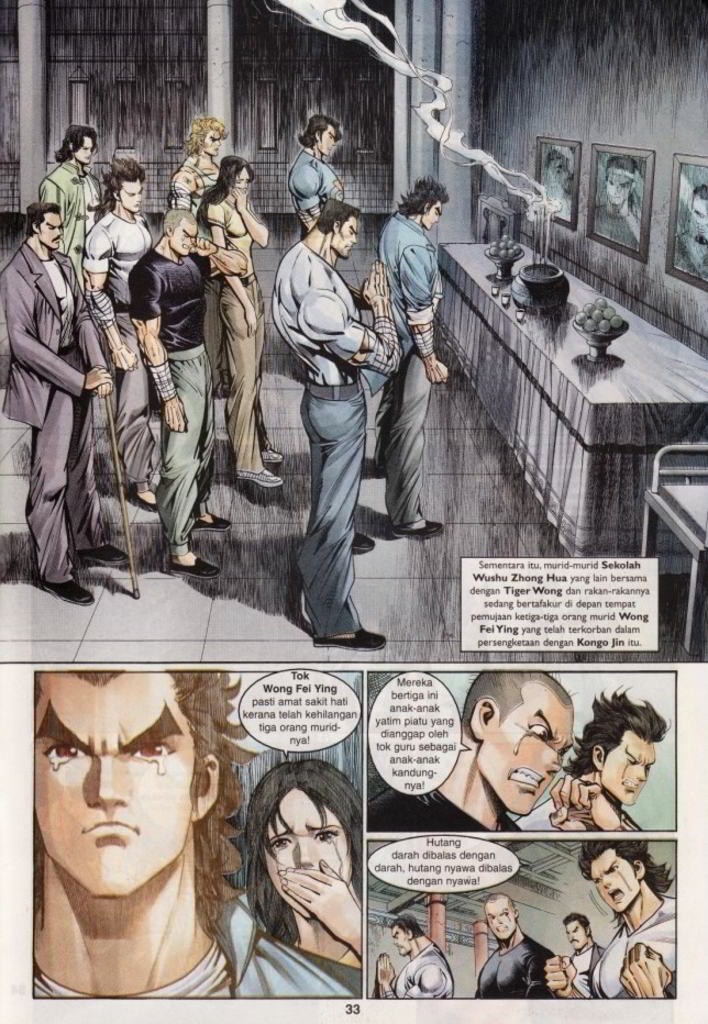 Sementara itu, murid-murid Sekolah
Wushu Zhong Hua yang lain bersama
dengan Tiger Wong dan rakan-rakannya
sedang bertafakur di depan tempat
pemujaan ketiga-tiga orang murid Wong
Fei Ying yang telah terkorban dalam
persengketaan dengan Kongo Jin itu.
Tok
Wong Fei Ying
pasti amat sakit hati
kerana telah kehilangan
tiga orang murid-
nya!
Mereka
bertiga ini
anak-anak
yatim piatu yang
dianggap oleh
tok guru sebagai
anak-anak
kandung-
nya!
Hutang
darah dibalas dengan
darah, hutang nyawa dibalas
dengan nyawa!
33